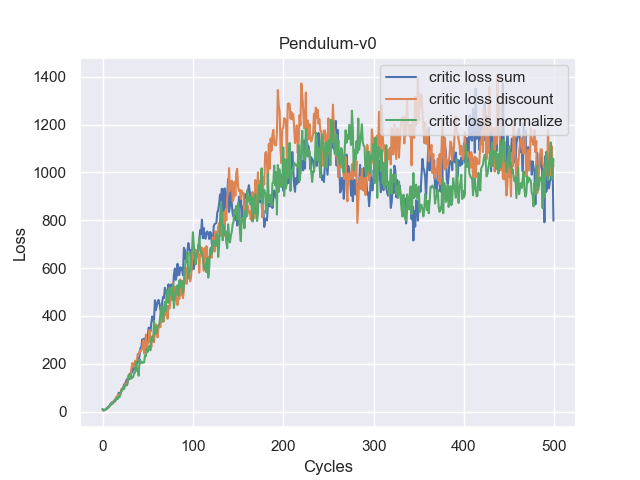 Pendulum-v0
critic loss sum
critic loss discount
critic loss normalize
1400
1200
1000
800
600
400
200
0
Loss
0 100 200 300 400 500
Cycles